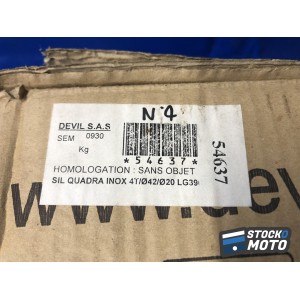 N°4
DEVIL S.A.S
SEM 0930
Kg
*54637*
54637
HOMOLOGATION : SANS OBJET
SIL QUADRA INOX 4T/Ø42/Ø20 LG39
www.dev
STOCKO
MOTO